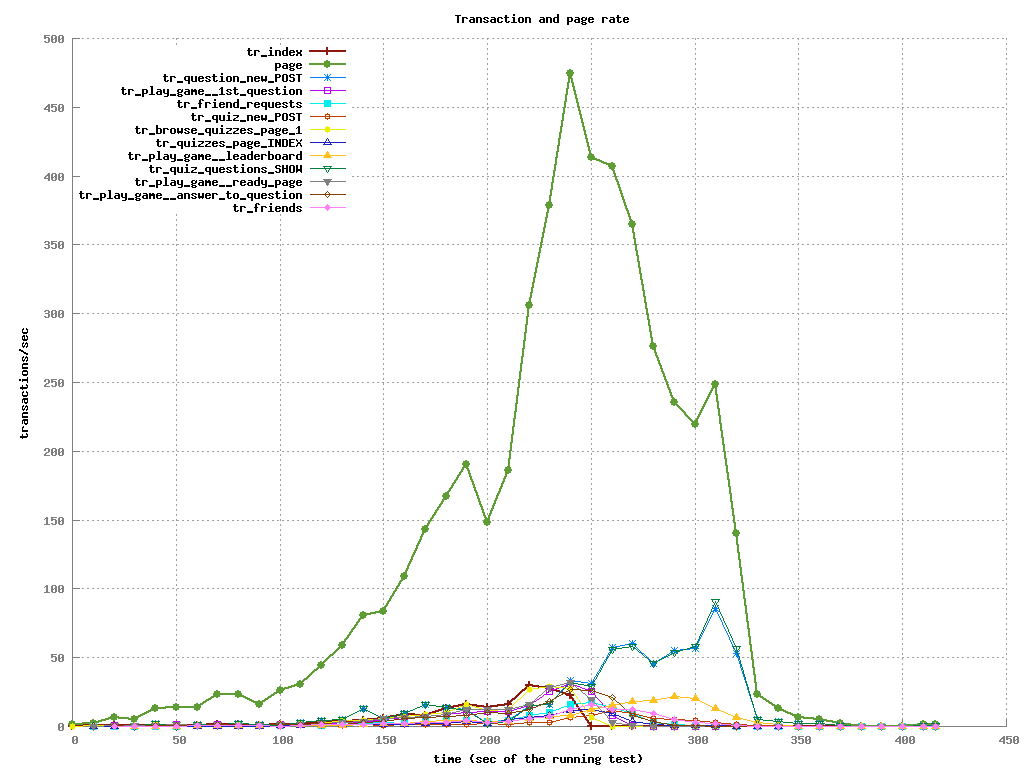 Transaction and page rate
500
450
400
350
300
250
200
150
100
50
0
transactions/sec
tr_index
page
tr_question_new_POST
tr_play_game__1st_question
tr_friend_requests
tr_quiz_new_POST
tr_browse_quizzes_page_1
tr_quizzes_page_INDEX
tr_play_game__leaderboard
tr_quiz_questions_SHOW
tr_play_game__ready_page
tr_play_game__answer_to_question
tr_friends
0 50 100 150 200 250 300 350 400 450
time (sec of the running test)